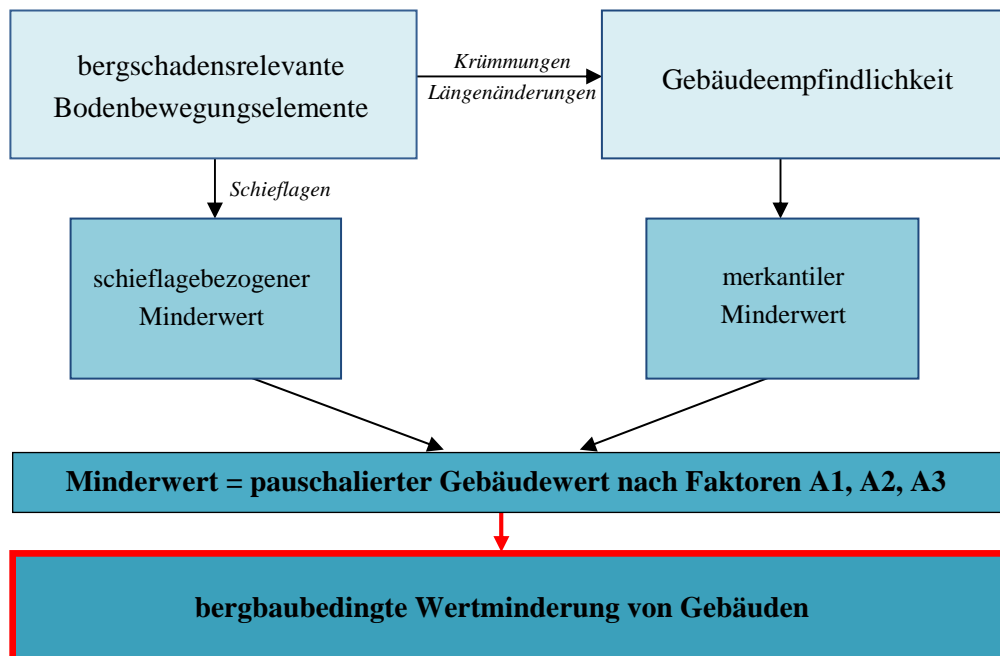 bergschadensrelevante
Bodenbewegungselemente
Krümmungen
Längenänderungen
Gebäudeempfindlichkeit
Schieflagen
schieflagebezogener
Minderwert
merkantiler
Minderwert
Minderwert = pauschalierter Gebäudewert nach Faktoren A1, A2, A3
bergbaubedingte Wertminderung von Gebäuden